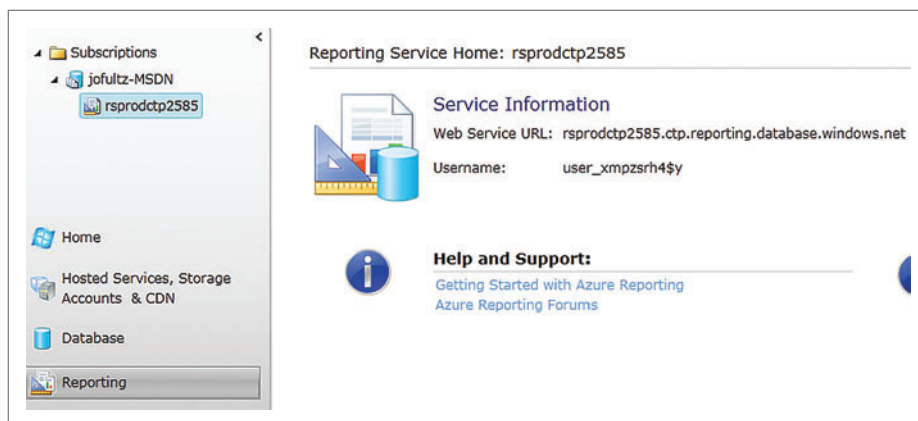 Subscriptions
jofultz-MSDN
rsprodctp2585
Home
Hosted Services, Storage
Accounts & CDN
Database
Reporting
Reporting Service Home: rsprodctp2585
Service Information
Web Service URL: rsprodctp2585.ctp.reporting.database.windows.net
Username: user_xmpzsrh4$y
Help and Support:
Getting Started with Azure Reporting
Azure Reporting Forums